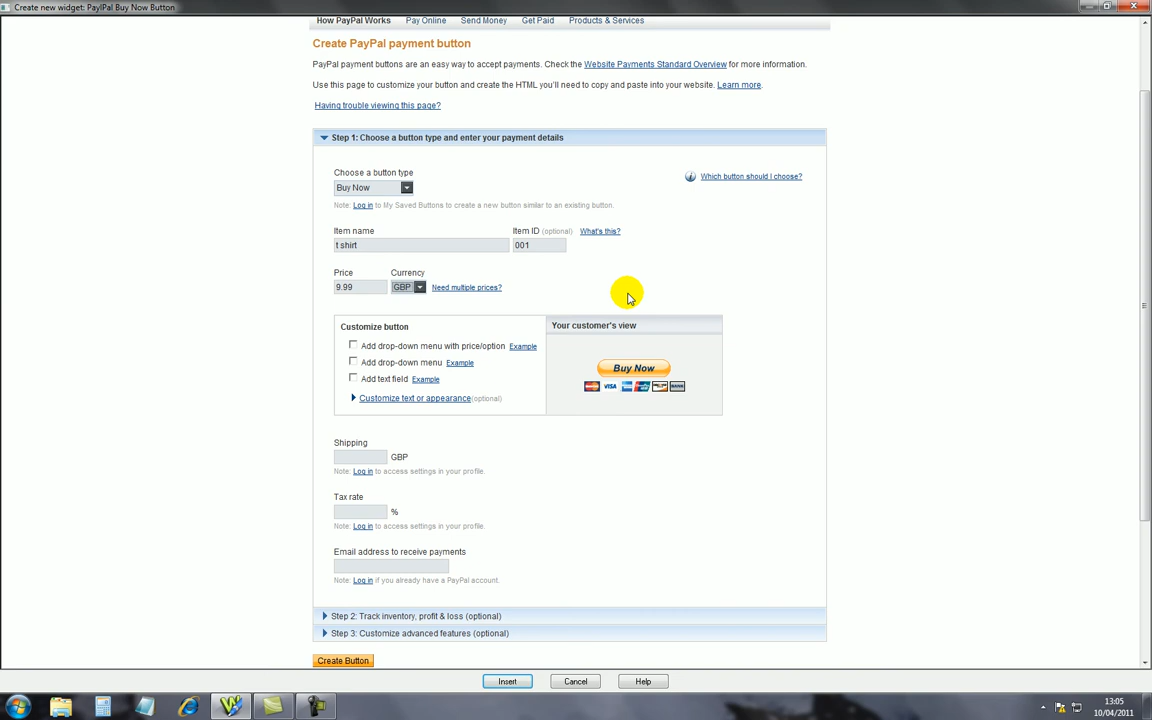 Create new widget: PaylPal Buy Now Button
How PayPal Works Pay Online Send Money Get Paid Products & Services
Create PayPal payment button
PayPal payment buttons are an easy way to accept payments. Check the Website Payments Standard Overview for more information.
Use this page to customize your button and create the HTML you'll need to copy and paste into your website. Learn more.
Having trouble viewing this page?
Step 1: Choose a button type and enter your payment details
Choose a button type
Which button should I choose?
Buy Now
Note: Log in to My Saved Buttons to create a new button similar to an existing button.
Item name Item ID (optional) What's this?
t shirt 001
Price Currency
9.99 GBP Need multiple prices?
Customize button Your customer's view
Add drop-down menu with price/option Example
Add drop-down menu Example
Buy Now
Add text field Example
VISA BANK
Customize text or appearance(optional)
Shipping
GBP
Note: Log in to access settings in your profile.
Tax rate
%
Note: Log in to access settings in your profile.
Email address to receive payments
Note: Log in if you already have a PayPal account.
Step 2: Track inventory, profit & loss (optional)
Step 3: Customize advanced features (optional)
Create Button
Insert Cancel Help
13:05
10/04/2011